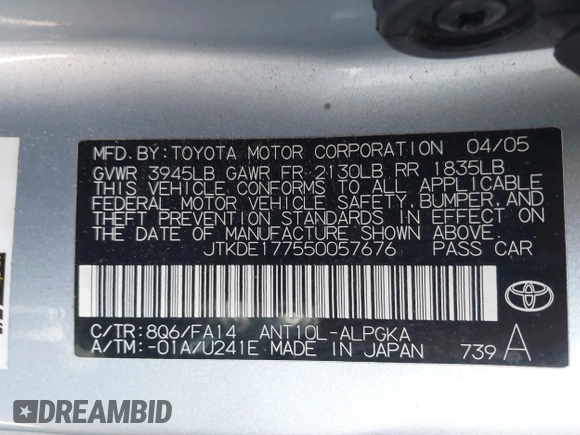 MFD. BY: TOYOTA MOTOR CORPORATION 04/05
GVWR 3945LB GAWR FR 2130LB RR 1835LB
THIS VEHICLE CONFORMS TO ALL APPLICABLE
FEDERAL MOTOR VEHICLE SAFETY, BUMPER, AND
THEFT PREVENTION STANDARDS IN EFFECT ON
THE DATE OF MANUFACTURE SHOWN ABOVE.
JTKDE177550057676 PASS CAR
C/TR: 8Q6/FA14 ANT10L-ALPGKA
A/TM: -01A/U241E MADE IN JAPAN 739 A
DREAMBID